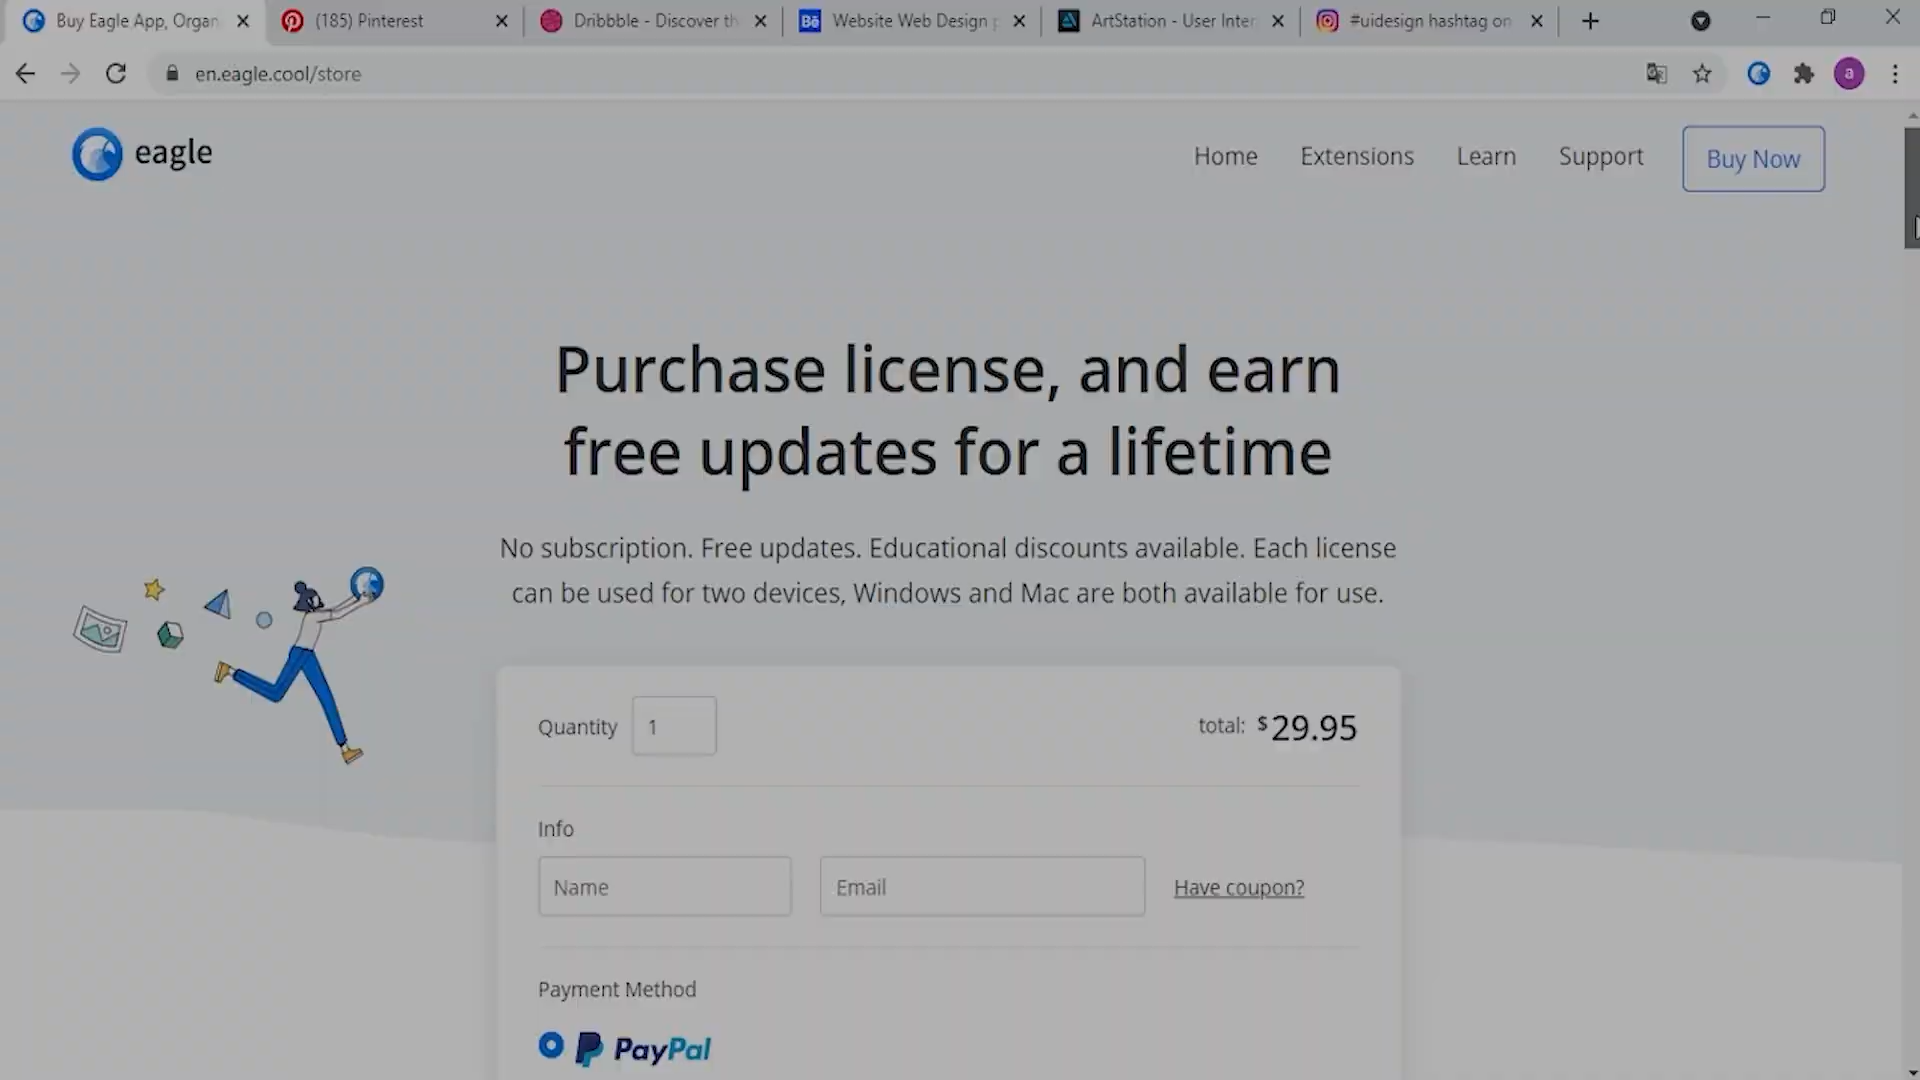 Buy Eagle App, Organ
(185) Pinterest
Dribbble - Discover th
Bē
Website Web Design p
ArtStation - User Inter
#uidesign hashtag on
en.eagle.cool/store
a
eagle
Home
Extensions
Learn
Support
Buy Now
Purchase license, and earn
free updates for a lifetime
No subscription. Free updates. Educational discounts available. Each license
can be used for two devices, Windows and Mac are both available for use.
Quantity 1
total: $29.95
Info
Name
Email
Have coupon?
Payment Method
PayPal